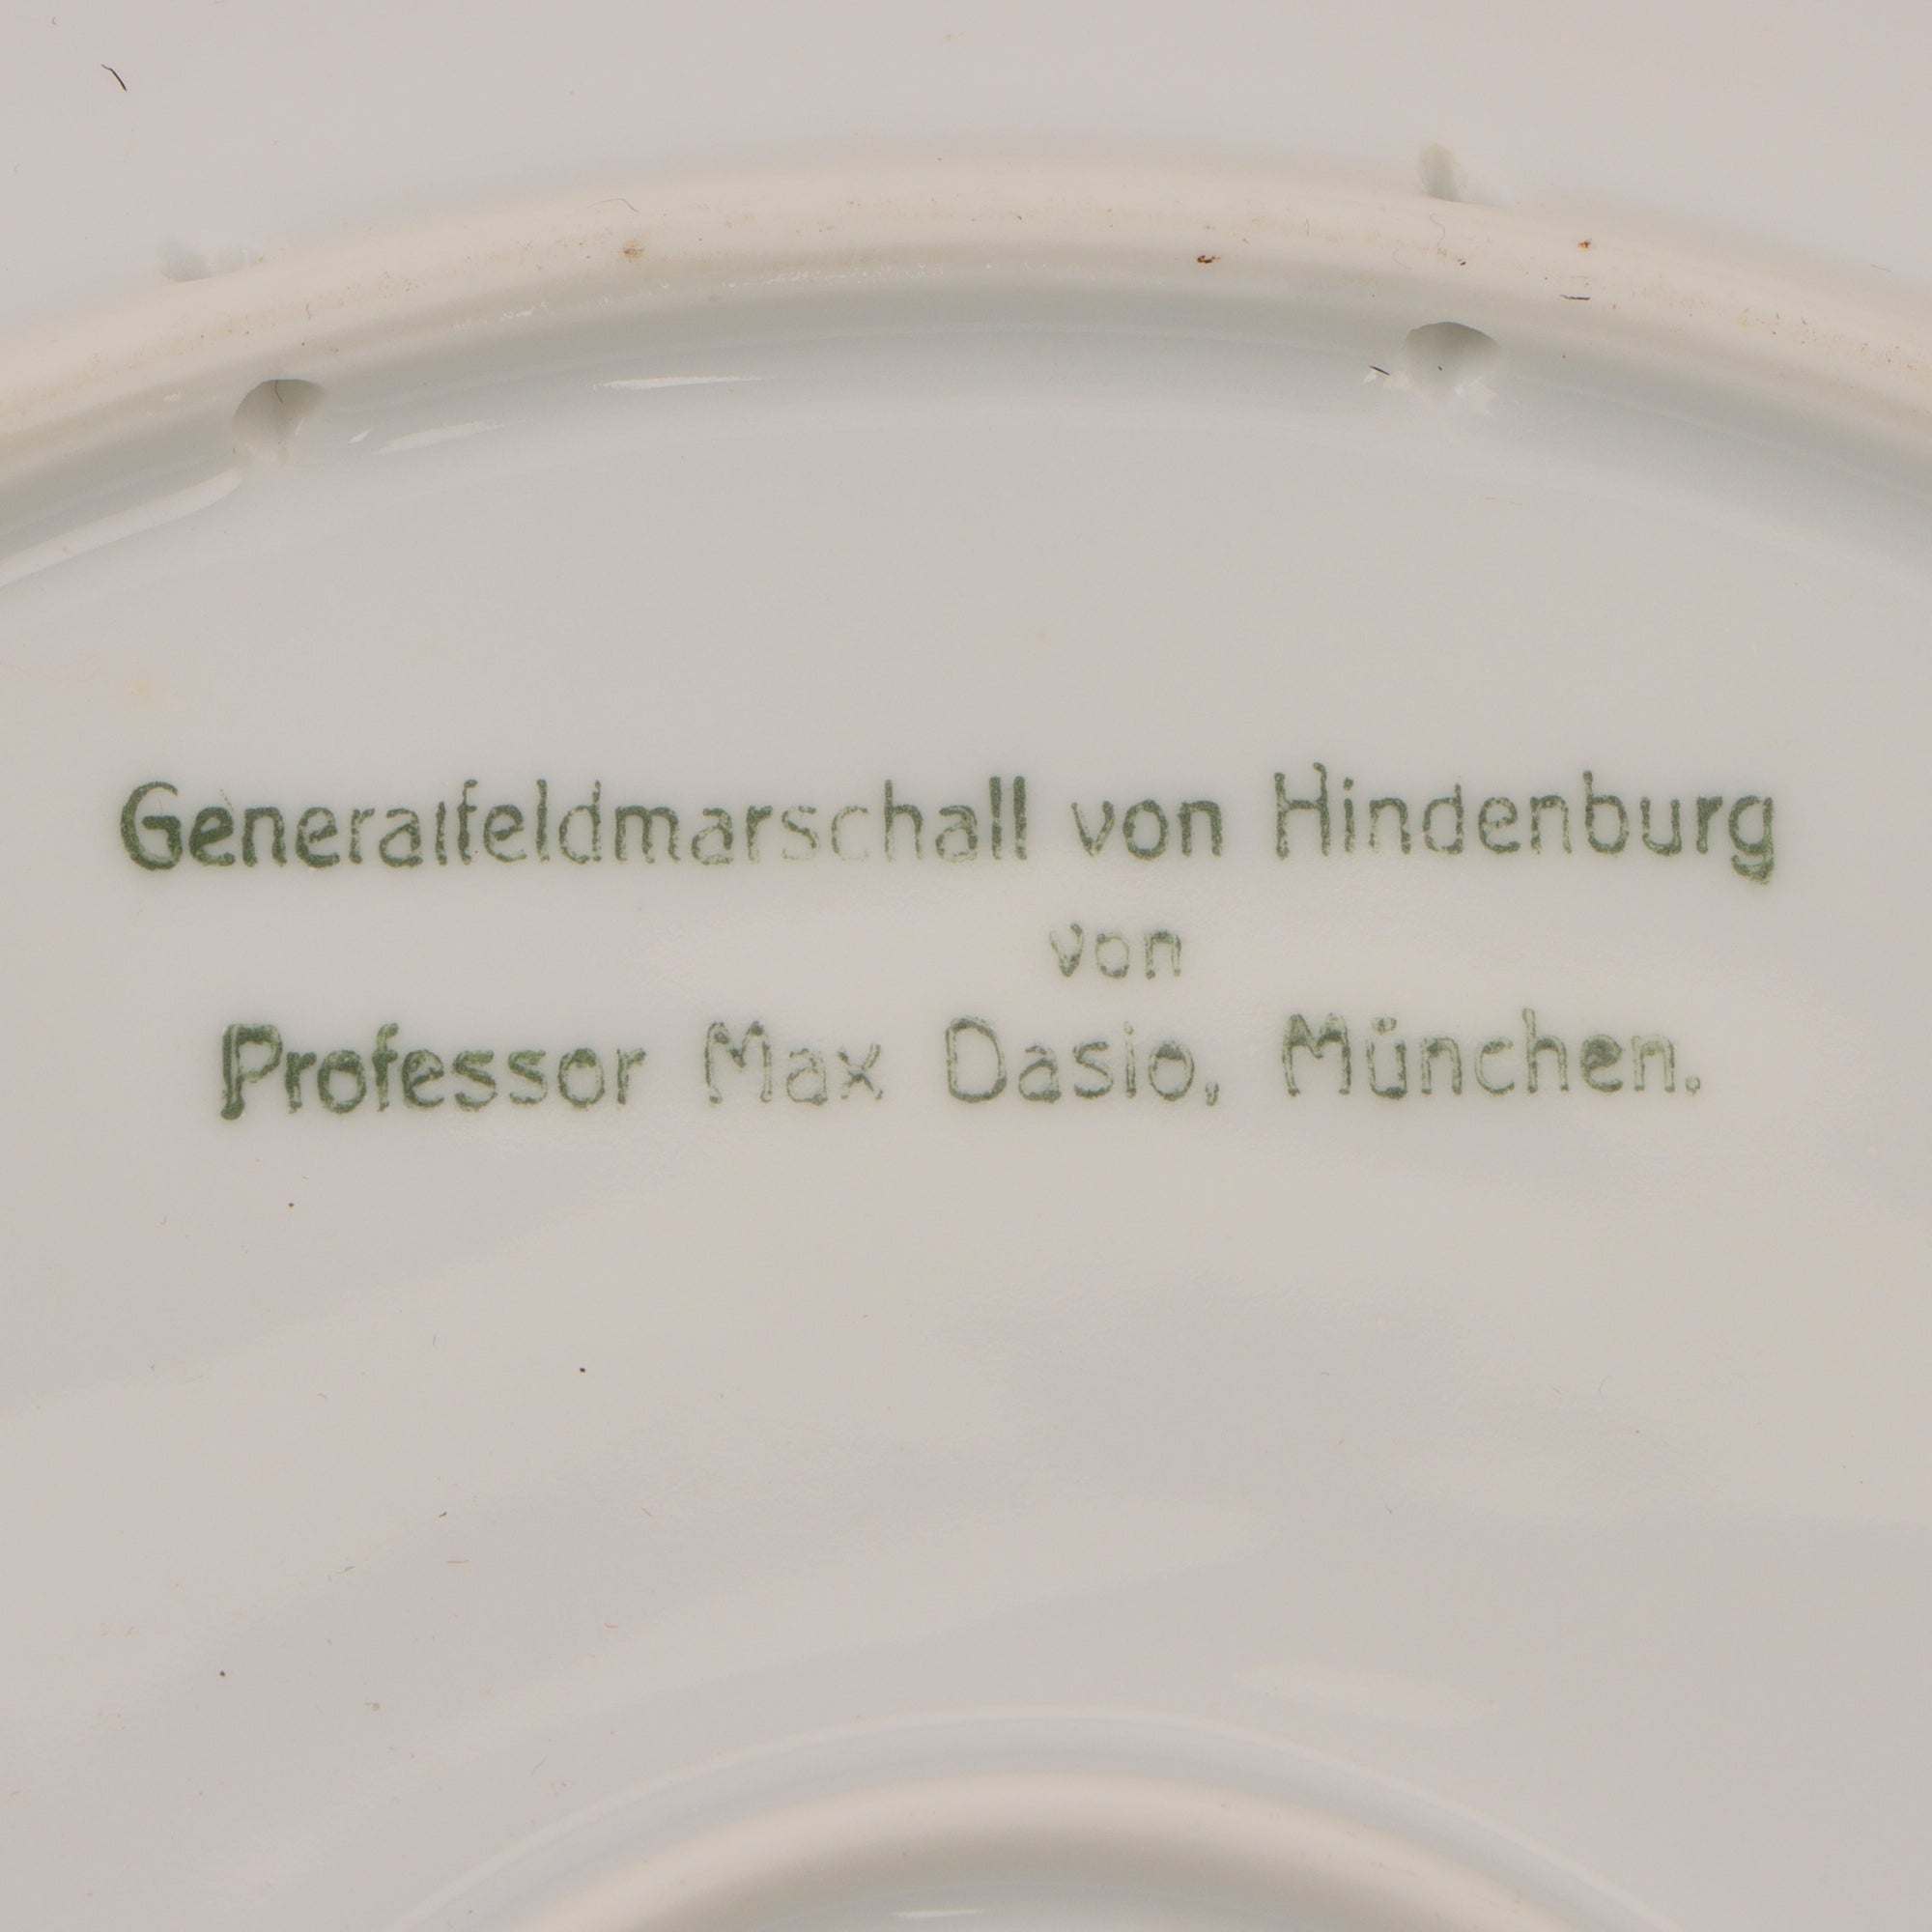 Generalfeldmarschall von Hindenburg
von
Professor Max Dasio, München.